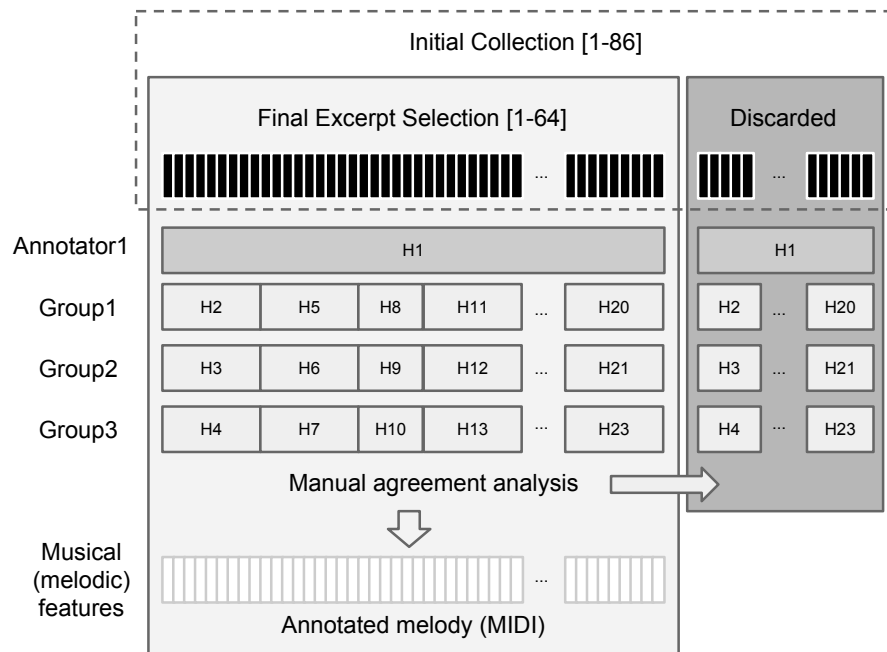 Initial Collection [1-86]
Final Excerpt Selection [1-64]
Discarded
...
...
Annotator1
H1
H1
Group1
H2 H5 H8 H11 ... H20
H2 ... H20
Group2
H3 H6 H9 H12 ... H21
H3 ... H21
Group3
H4 H7 H10 H13 ... H23
H4 ... H23
Manual agreement analysis
Musical
(melodic)
features
...
Annotated melody (MIDI)